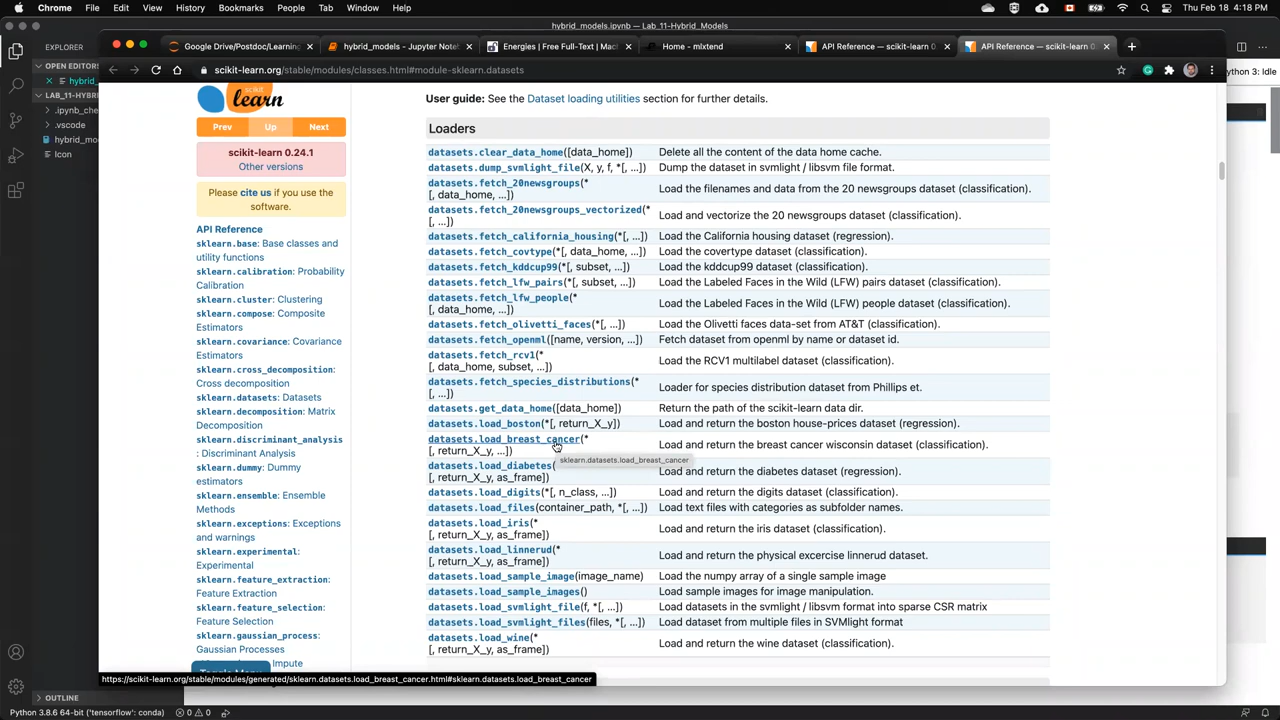 Chrome File Edit View History Bookmarks People Tab Window Help Thu Feb 18 4:18 PM
hybrid_models.ipynb — Lab_11-Hybrid_Models
EXPLORER
OPEN EDITORS
hyb
LAB_11-HYBRID
.ipynb_che
.vscode
hybrid_mo
Icon
OUTLINE
Google Drive/Postdoc/Learning
hybrid_models - Jupyter Noteb
Energies | Free Full-Text | Mac
Home - mlxtend
API Reference — scikit-learn 0
API Reference — scikit-learn 0.
ython 3: Idle
scikit-learn.org/stable/modules/classes.html#module-sklearn.datasets
scikit
learn
Prev Up Next
scikit-learn 0.24.1
Other versions
Please cite us if you use the
software.
API Reference
sklearn.base: Base classes and
utility functions
sklearn.calibration: Probability
Calibration
sklearn.cluster: Clustering
sklearn.compose: Composite
Estimators
sklearn.covariance: Covariance
Estimators
sklearn.cross_decomposition:
Cross decomposition
sklearn.datasets: Datasets
sklearn.decomposition: Matrix
Decomposition
sklearn.discriminant_analysis
: Discriminant Analysis
sklearn.dummy: Dummy
estimators
sklearn.ensemble: Ensemble
Methods
sklearn.exceptions: Exceptions
and warnings
sklearn.experimental:
Experimental
sklearn.feature_extraction:
Feature Extraction
sklearn.feature_selection:
Feature Selection
sklearn.gaussian_process:
Gaussian Processes
Impute
Toggle Menu
User guide: See the Dataset loading utilities section for further details.
Loaders
datasets.clear_data_home([data_home]) Delete all the content of the data home cache.
datasets.dump_svmlight_file(X, y, f, *[, ...]) Dump the dataset in svmlight / libsvm file format.
datasets.fetch_20newsgroups(*
[, data_home, ...]) Load the filenames and data from the 20 newsgroups dataset (classification).
datasets.fetch_20newsgroups_vectorized(*
[, ...]) Load and vectorize the 20 newsgroups dataset (classification).
datasets.fetch_california_housing(*[, ...]) Load the California housing dataset (regression).
datasets.fetch_covtype(*[, data_home, ...]) Load the covertype dataset (classification).
datasets.fetch_kddcup99(*[, subset, ...]) Load the kddcup99 dataset (classification).
datasets.fetch_lfw_pairs(*[, subset, ...]) Load the Labeled Faces in the Wild (LFW) pairs dataset (classification).
datasets.fetch_lfw_people(*
[, data_home, ...]) Load the Labeled Faces in the Wild (LFW) people dataset (classification).
datasets.fetch_olivetti_faces(*[, ...]) Load the Olivetti faces data-set from AT&T (classification).
datasets.fetch_openml([name, version, ...]) Fetch dataset from openml by name or dataset id.
datasets.fetch_rcv1(*
[, data_home, subset, ...]) Load the RCV1 multilabel dataset (classification).
datasets.fetch_species_distributions(*
[, ...]) Loader for species distribution dataset from Phillips et.
datasets.get_data_home([data_home]) Return the path of the scikit-learn data dir.
datasets.load_boston(*[, return_X_y]) Load and return the boston house-prices dataset (regression).
datasets.load_breast_cancer(*
[, return_X_y, ...]) Load and return the breast cancer wisconsin dataset (classification).
sklearn.datasets.load_breast_cancer
datasets.load_diabetes(
[, return_X_y, as_frame]) Load and return the diabetes dataset (regression).
datasets.load_digits(*[, n_class, ...]) Load and return the digits dataset (classification).
datasets.load_files(container_path, *[, ...]) Load text files with categories as subfolder names.
datasets.load_iris(*
[, return_X_y, as_frame]) Load and return the iris dataset (classification).
datasets.load_linnerud(*
[, return_X_y, as_frame]) Load and return the physical excercise linnerud dataset.
datasets.load_sample_image(image_name) Load the numpy array of a single sample image
datasets.load_sample_images() Load sample images for image manipulation.
datasets.load_svmlight_file(f, *[, ...]) Load datasets in the svmlight / libsvm format into sparse CSR matrix
datasets.load_svmlight_files(files, *[, ...]) Load dataset from multiple files in SVMlight format
datasets.load_wine(*
[, return_X_y, as_frame]) Load and return the wine dataset (classification).
https://scikit-learn.org/stable/modules/generated/sklearn.datasets.load_breast_cancer.html#sklearn.datasets.load_breast_cancer
Python 3.8.6 64-bit ('tensorflow': conda) 0 0